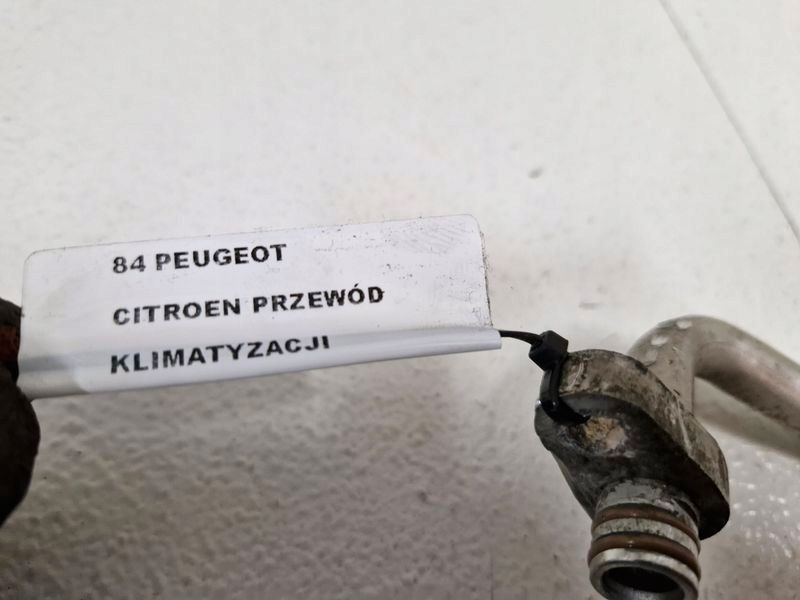 84 PEUGEOT
CITROEN PRZEWÓD
KLIMATYZACJI